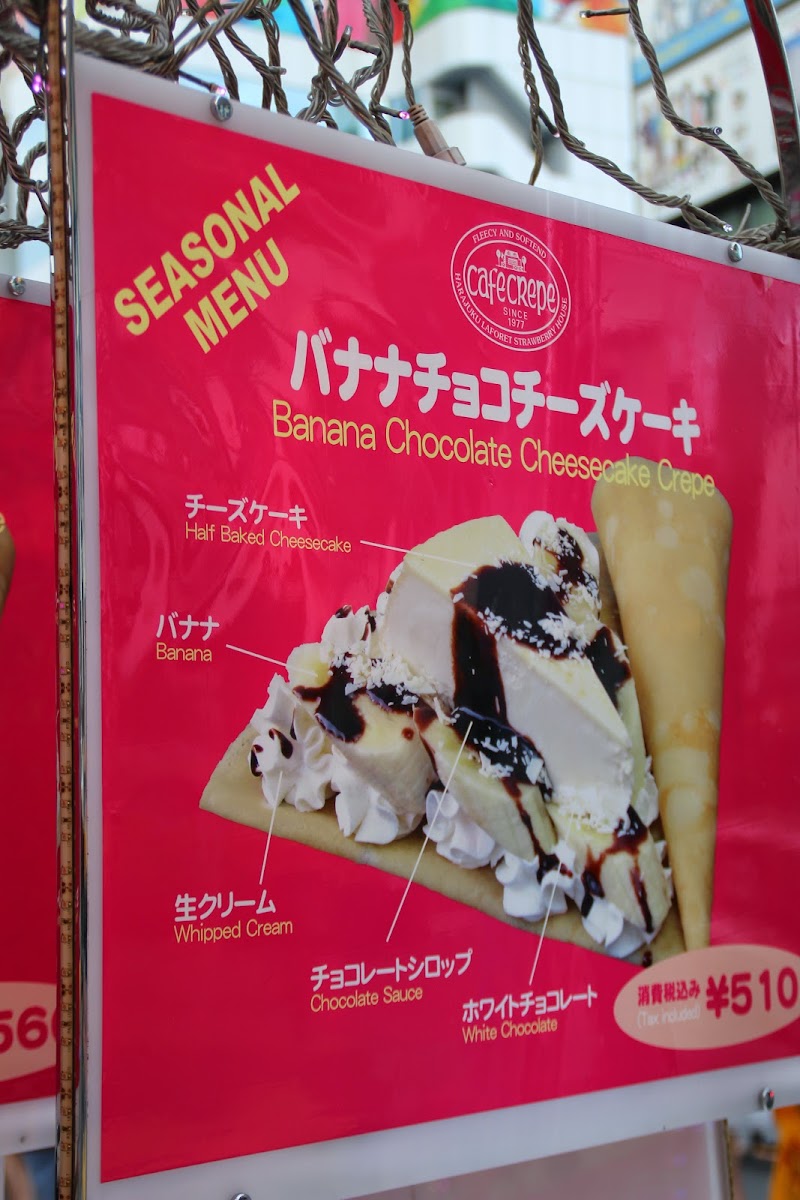 SEASONAL
MENU
FLEECY AND SOFTEND
CAFE CREPE
SINCE
1977
HARAJUKU LAFORET STRAWBERRY HOUSE
バナナチョコチーズケーキ
Banana Chocolate Cheesecake Crepe
チーズケーキ
Half Baked Cheesecake
バナナ
Banana
生クリーム
Whipped Cream
チョコレートシロップ
Chocolate Sauce
ホワイトチョコレート
White Chocolate
消費税込み
(Tax included)
¥510